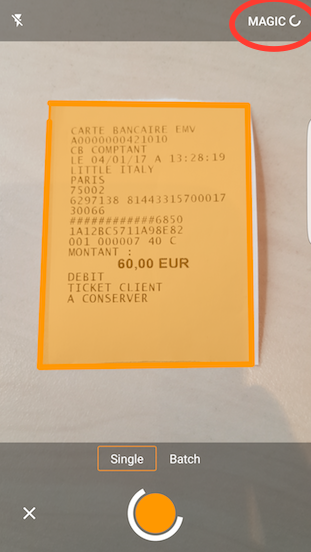 MAGIC
CARTE BANCAIRE EMV
A0000000421010
CB COMPTANT
LE 04/01/17 A 13:28:19
LITTLE ITALY
PARIS
75002
6297138 81443315700017
30066
############6850
1A12BC5711A98E82
001 000007 40 C
MONTANT :
60,00 EUR
DEBIT
TICKET CLIENT
A CONSERVER
Single Batch